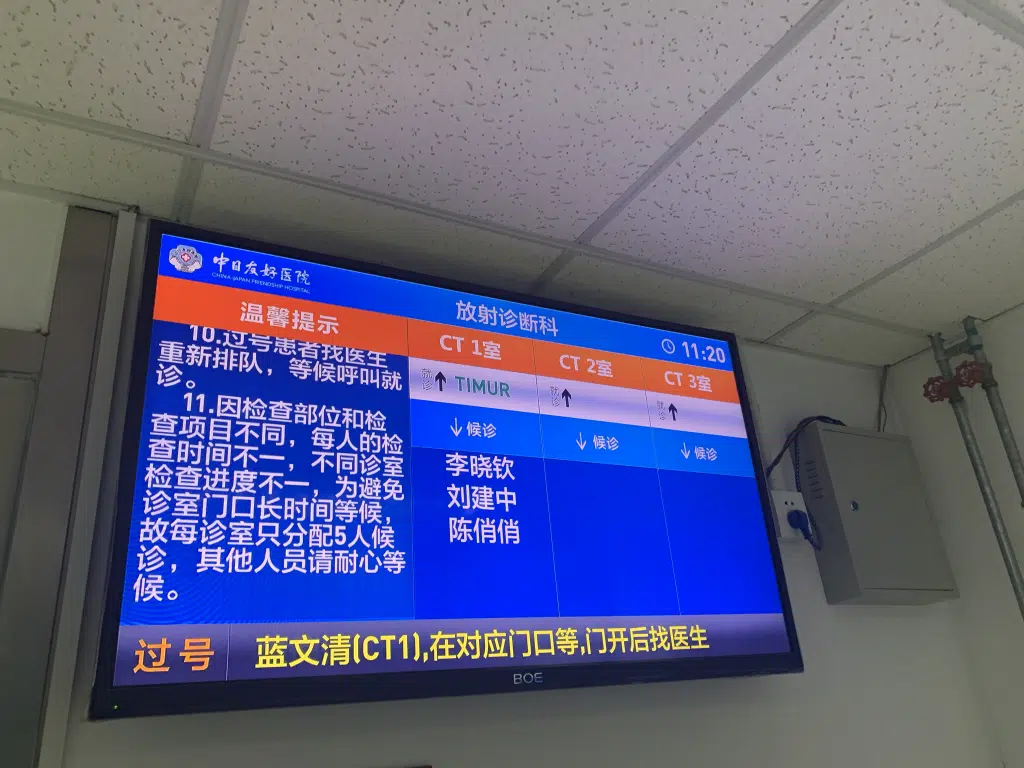 中日友好医院
CHINA-JAPAN FRIENDSHIP HOSPITAL
放射诊断科
11:20
温馨提示
10.过号患者找医生
重新排队，等候呼叫就
诊。
11.因检查部位和检
查项目不同，每人的检
查时间不一，不同诊室
检查进度不一，为避免
诊室门口长时间等候，
故每诊室只分配5人候
诊，其他人员请耐心等
候。
CT 1室
就诊↑ TIMUR
↓候诊
李晓钦
刘建中
陈俏俏
CT 2室
就诊↑
↓候诊
CT 3室
就诊↑
↓候诊
过号
蓝文清(CT1),在对应门口等,门开后找医生
BOE